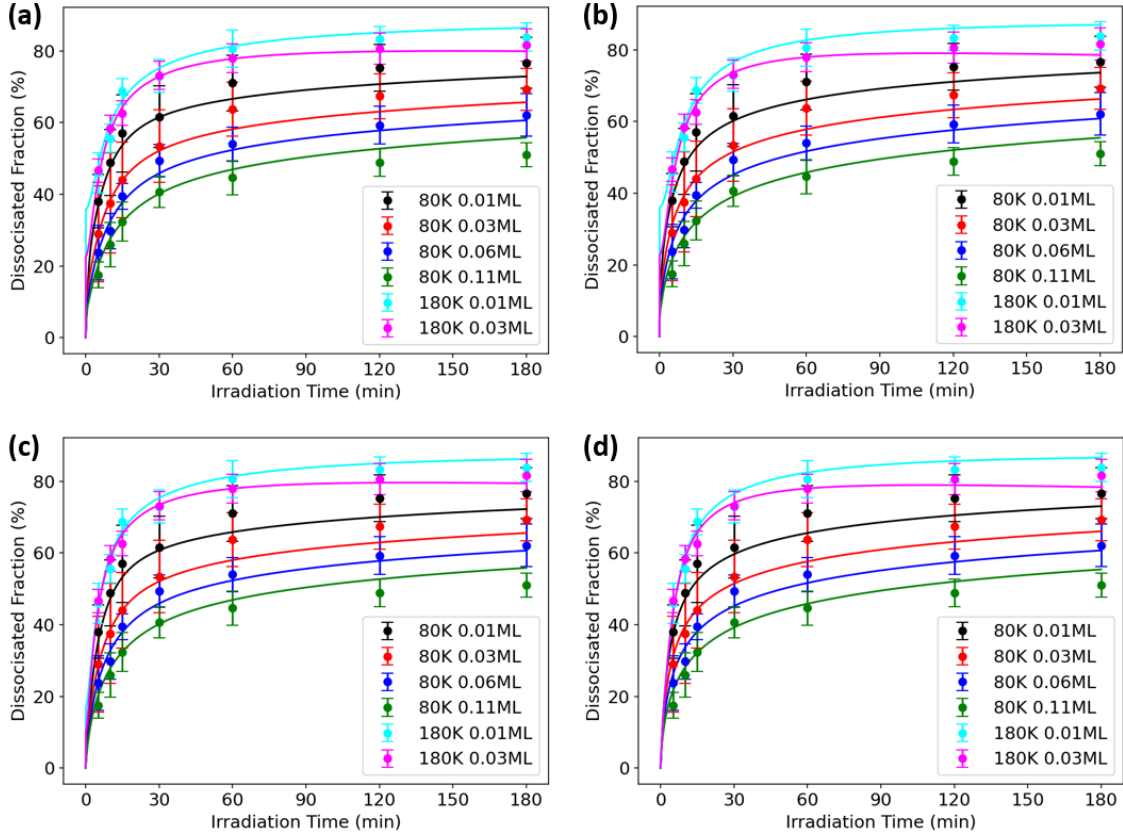 (a)
Dissocisated Fraction (%)
80
60
40
20
0
0 30 60 90 120 150 180
Irradiation Time (min)
80K 0.01ML
80K 0.03ML
80K 0.06ML
80K 0.11ML
180K 0.01ML
180K 0.03ML
(b)
Dissocisated Fraction (%)
80
60
40
20
0
0 30 60 90 120 150 180
Irradiation Time (min)
80K 0.01ML
80K 0.03ML
80K 0.06ML
80K 0.11ML
180K 0.01ML
180K 0.03ML
(c)
Dissocisated Fraction (%)
80
60
40
20
0
0 30 60 90 120 150 180
Irradiation Time (min)
80K 0.01ML
80K 0.03ML
80K 0.06ML
80K 0.11ML
180K 0.01ML
180K 0.03ML
(d)
Dissocisated Fraction (%)
80
60
40
20
0
0 30 60 90 120 150 180
Irradiation Time (min)
80K 0.01ML
80K 0.03ML
80K 0.06ML
80K 0.11ML
180K 0.01ML
180K 0.03ML